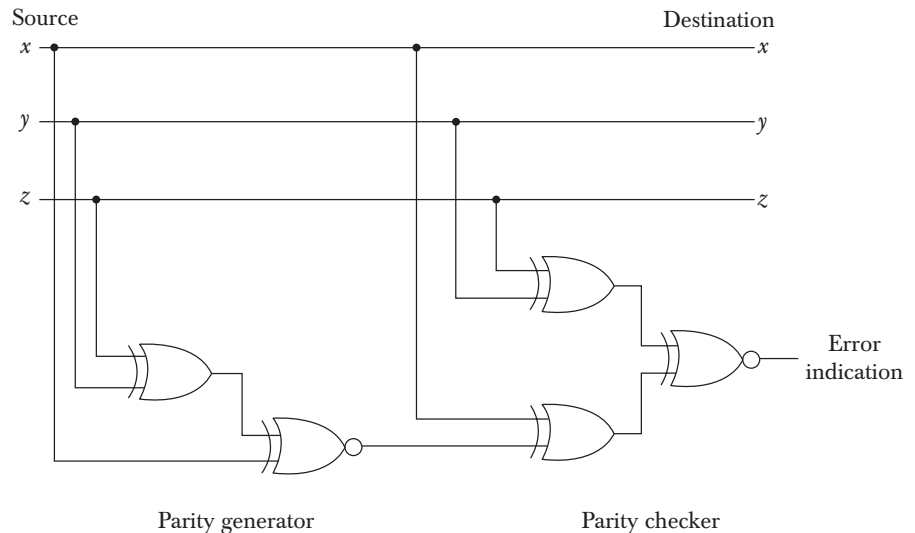 Source
Destination
x
x
y
y
z
z
Error
indication
Parity generator
Parity checker